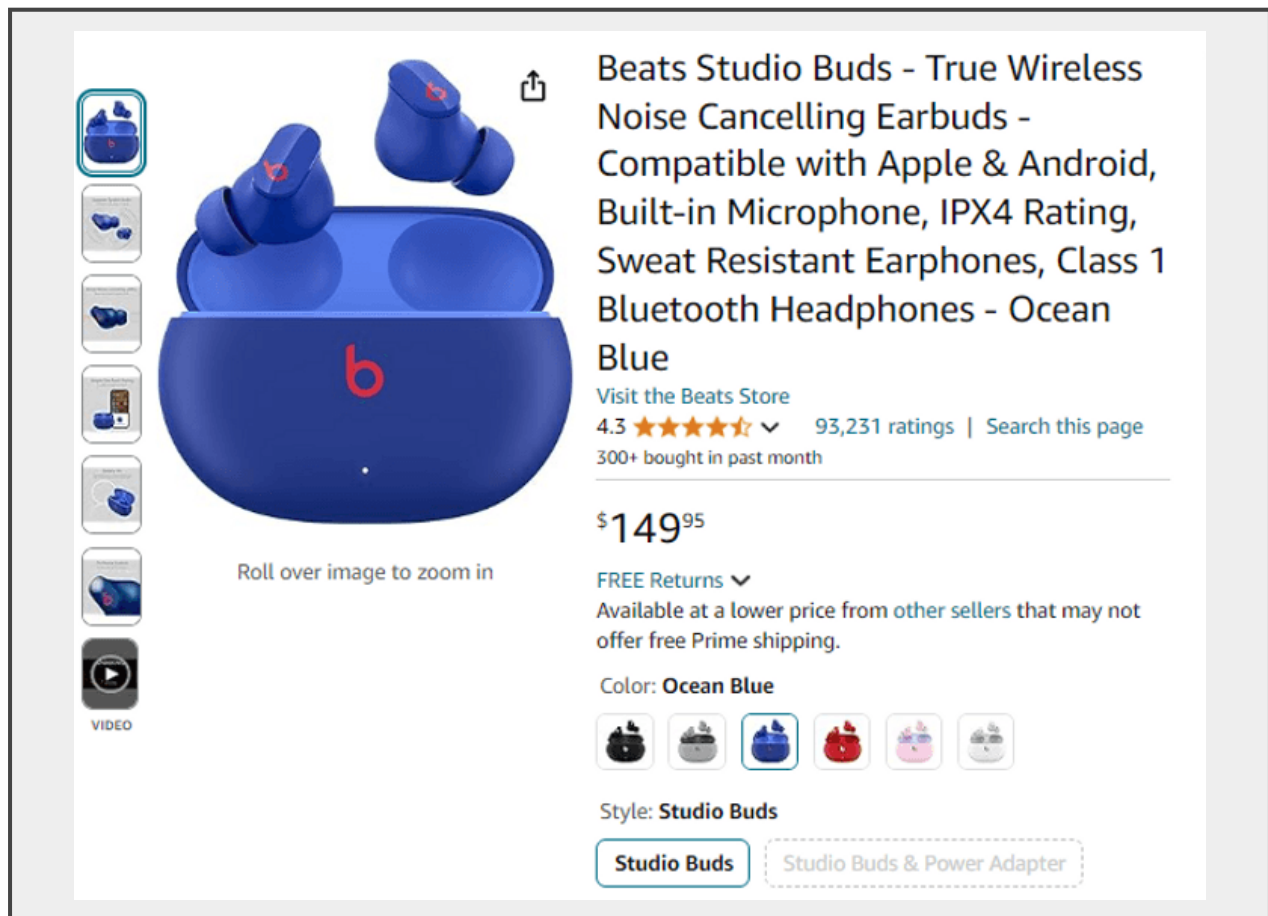 Beats Studio Buds - True Wireless
Noise Cancelling Earbuds -
Compatible with Apple & Android,
Built-in Microphone, IPX4 Rating,
Sweat Resistant Earphones, Class 1
Bluetooth Headphones - Ocean
Blue
Visit the Beats Store
4.3 93,231 ratings | Search this page
300+ bought in past month
$149 95
FREE Returns
Available at a lower price from other sellers that may not
offer free Prime shipping.
Color: Ocean Blue
Style: Studio Buds
Studio Buds Studio Buds & Power Adapter
b
b
b
Roll over image to zoom in
VIDEO